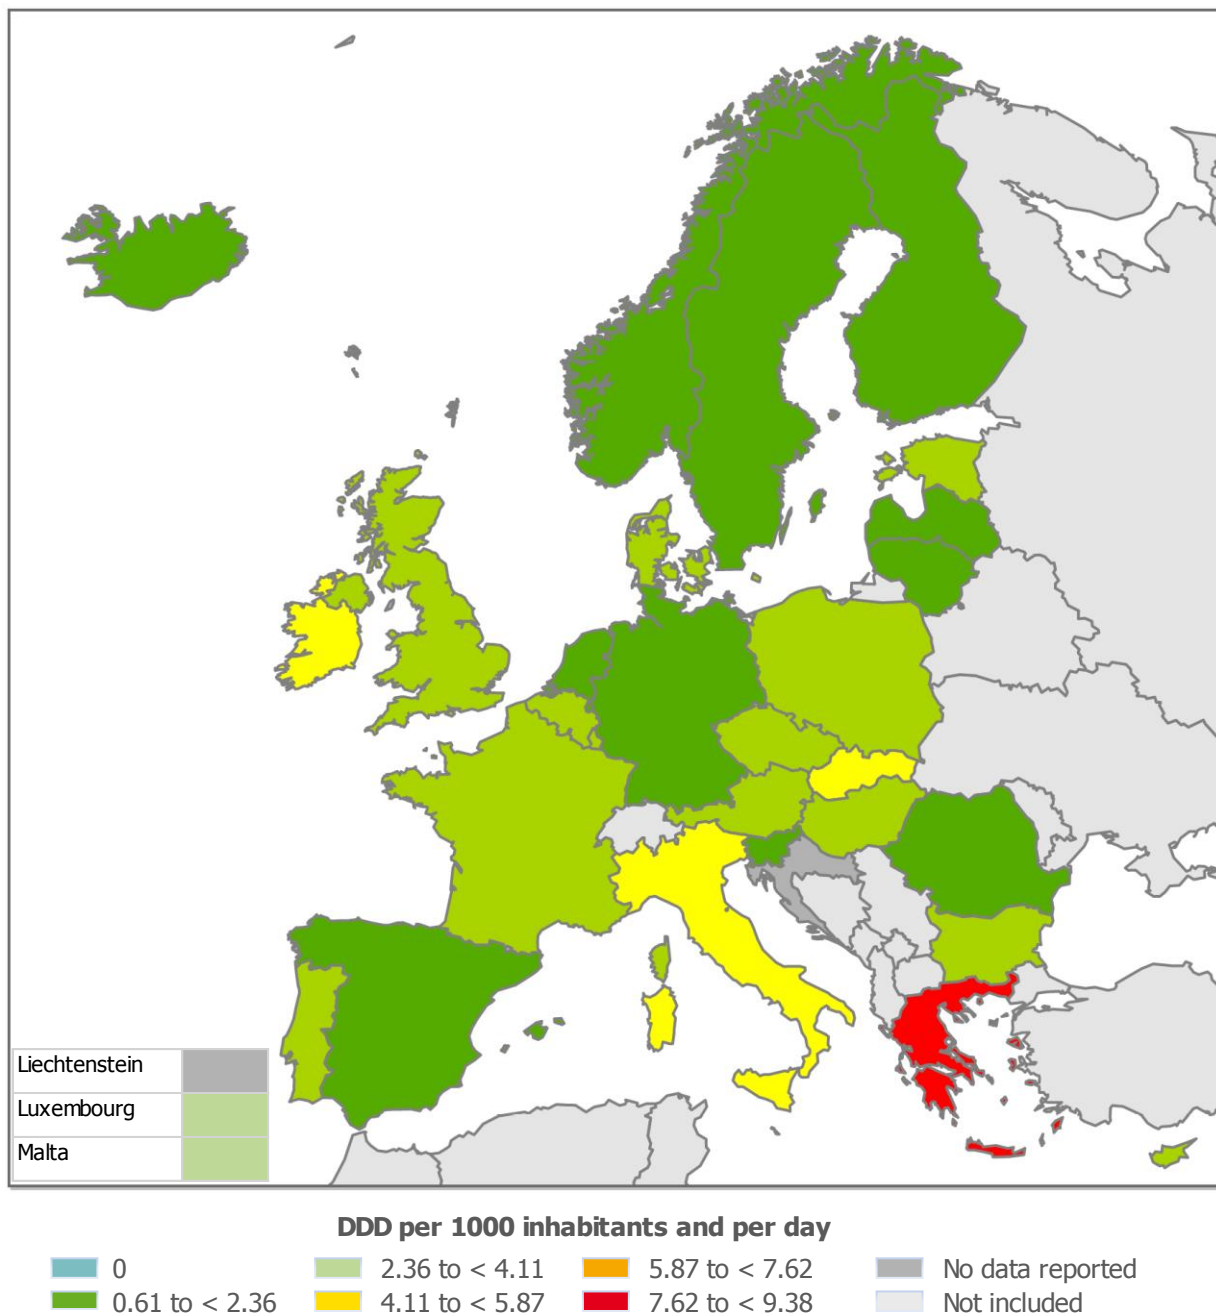 Liechtenstein
Luxembourg
Malta
DDD per 1000 inhabitants and per day
0
2.36 to < 4.11
5.87 to < 7.62
No data reported
0.61 to < 2.36
4.11 to < 5.87
7.62 to < 9.38
Not included